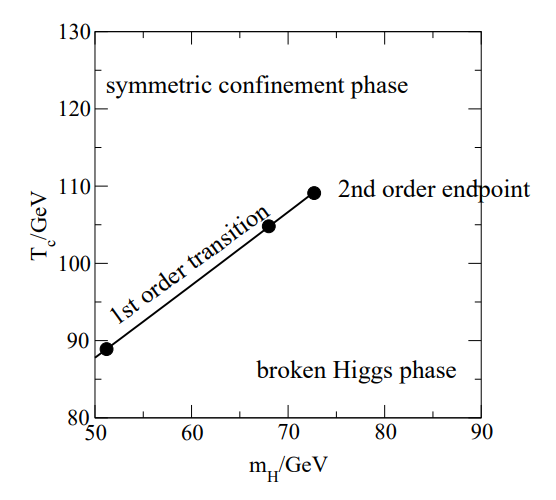 130
symmetric confinement phase
120
110
2nd order endpoint
1st order transition
T_c/GeV
100
90
broken Higgs phase
80
50 60 70 80 90
m_H/GeV